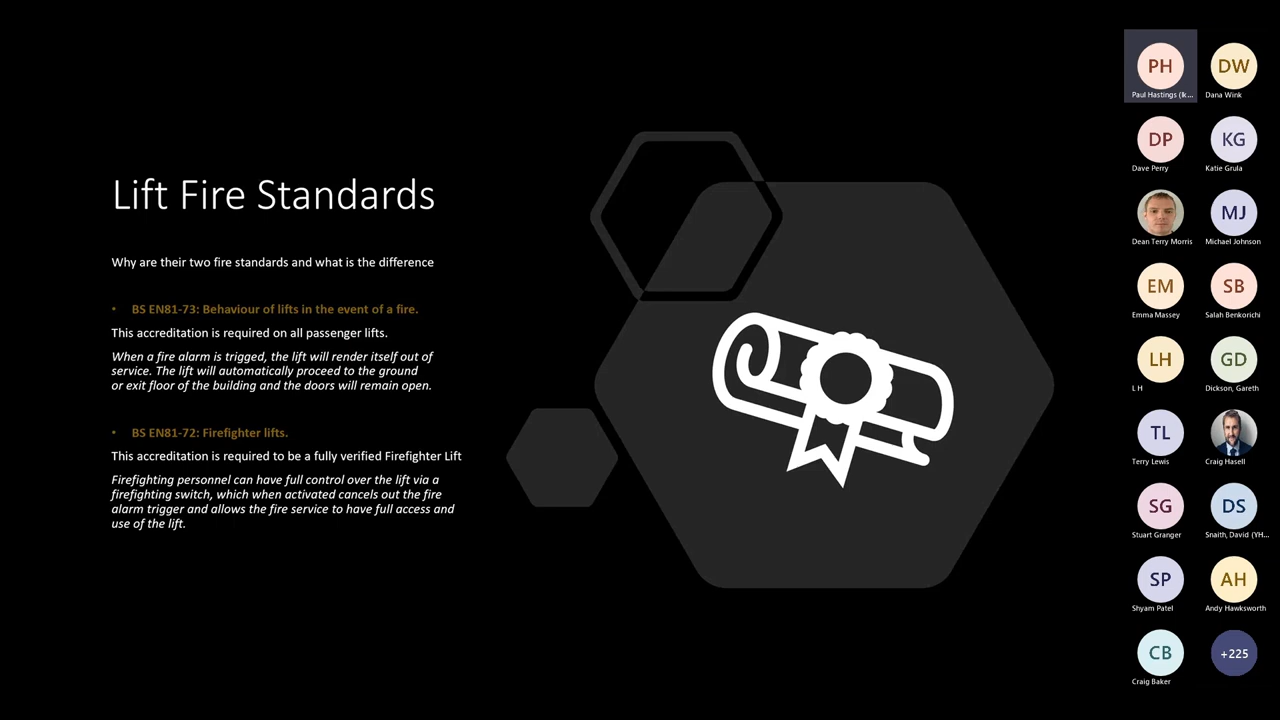 Lift Fire Standards
Why are their two fire standards and what is the difference
• BS EN81-73: Behaviour of lifts in the event of a fire.
This accreditation is required on all passenger lifts.
When a fire alarm is trigged, the lift will render itself out of
service. The lift will automatically proceed to the ground
or exit floor of the building and the doors will remain open.
• BS EN81-72: Firefighter lifts.
This accreditation is required to be a fully verified Firefighter Lift
Firefighting personnel can have full control over the lift via a
firefighting switch, which when activated cancels out the fire
alarm trigger and allows the fire service to have full access and
use of the lift.
PH
Paul Hastings (Ik...
DW
Dana Wink
DP
Dave Perry
KG
Katie Grula
Dean Terry Morris
MJ
Michael Johnson
EM
Emma Massey
SB
Salah Benkorichi
LH
L H
GD
Dickson, Gareth
TL
Terry Lewis
Craig Hasell
SG
Stuart Granger
DS
Snaith, David (YH...
SP
Shyam Patel
AH
Andy Hawksworth
CB
Craig Baker
+225